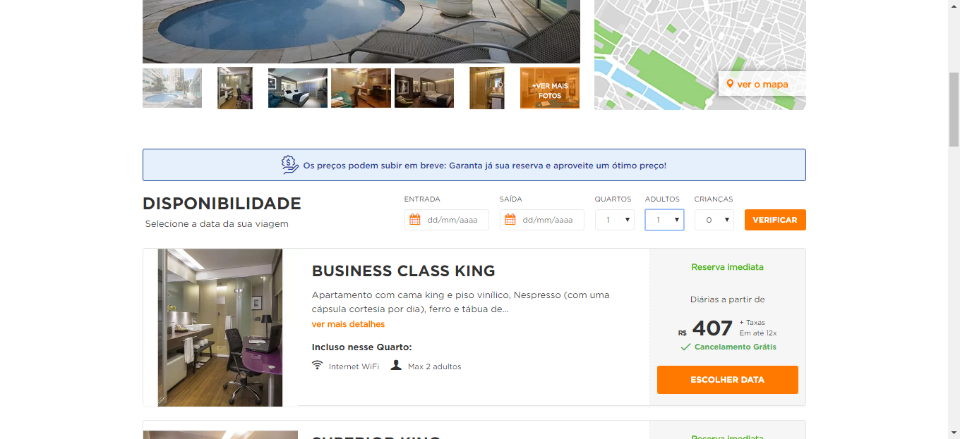 +VER MAIS
FOTOS
ver o mapa
Os preços podem subir em breve: Garanta já sua reserva e aproveite um ótimo preço!
DISPONIBILIDADE
Selecione a data da sua viagem
ENTRADA
SAÍDA
QUARTOS
ADULTOS
CRIANÇAS
dd/mm/aaaa
dd/mm/aaaa
1
1
0
VERIFICAR
BUSINESS CLASS KING
Apartamento com cama king e piso vinílico, Nespresso (com uma
cápsula cortesia por dia), ferro e tábua de...
ver mais detalhes
Incluso nesse Quarto:
Internet WiFi
Max 2 adultos
Reserva imediata
Diárias a partir de
R$ 407
+ Taxas
Em até 12x
Cancelamento Grátis
ESCOLHER DATA
SUPERIOR KING
Reserva imediata